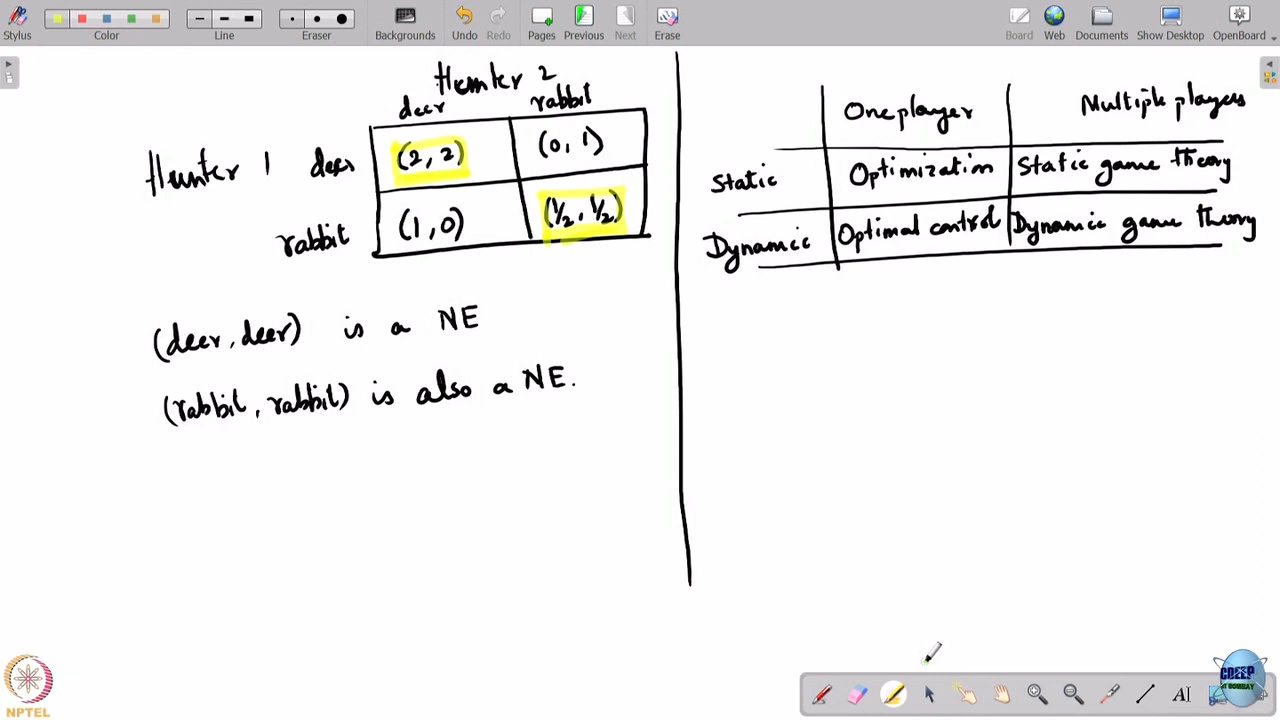 Stylus
Color
Line
Eraser
Backgrounds
Undo
Redo
Pages
Previous
Next
Erase
Board
Web
Documents
Show Desktop
OpenBoard
Hunter 2
deer rabbit
Hunter 1 deer (2, 2) (0, 1)
rabbit (1, 0) (1/2, 1/2)
(deer, deer) is a NE
(rabbit, rabbit) is also a NE.
One player Multiple players
Static Optimization Static game theory
Dynamic Optimal control Dynamic game theory
NPTEL
CDEEP
IIT BOMBAY